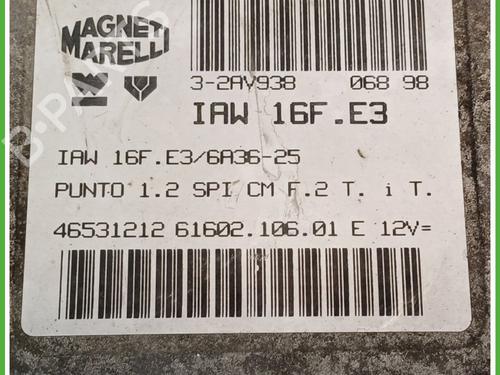 MAGNETI
MARELLI
3-2AV938 068 98
IAW 16F.E3
IAW 16F.E3/6A36-25
PUNTO 1.2 SPI CM F.2 T. i T.
46531212 61602.106.01 E 12V=